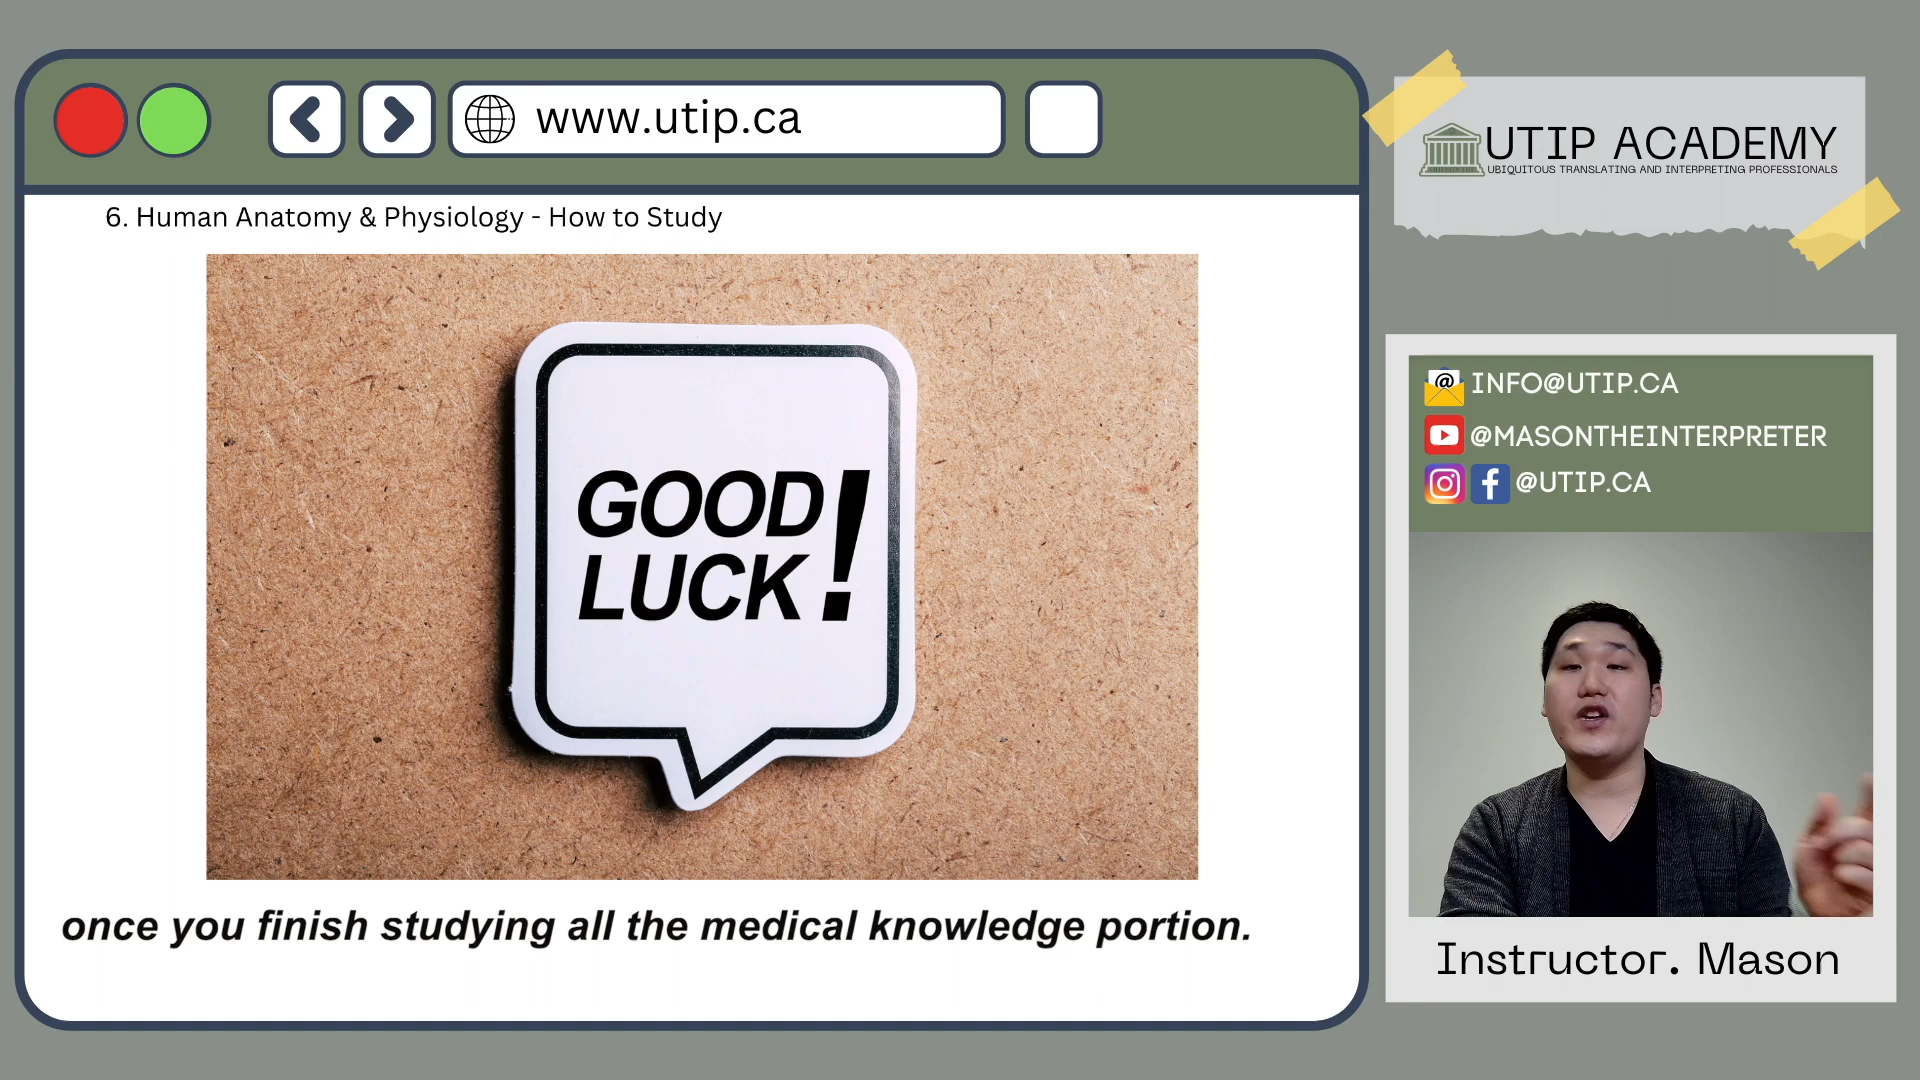 www.utip.ca
6. Human Anatomy & Physiology - How to Study
GOOD
LUCK!
once you finish studying all the medical knowledge portion.
UTIP ACADEMY
UBIQUITOUS TRANSLATING AND INTERPRETING PROFESSIONALS
INFO@UTIP.CA
@MASONTHEINTERPRETER
@UTIP.CA
Instructor. Mason